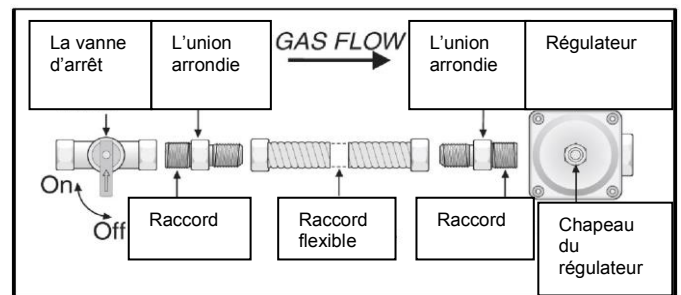 La vanne
d'arrêt
L'union
arrondie
GAS FLOW
L'union
arrondie
Régulateur
On
Off
Raccord
Raccord
flexible
Raccord
Chapeau
du
régulateur